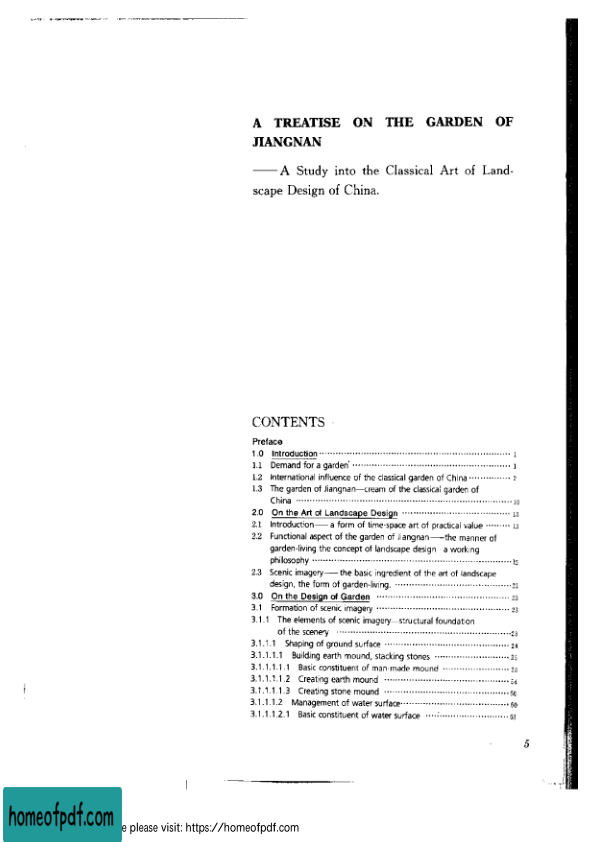 A TREATISE ON THE GARDEN OF
JIANGNAN
—— A Study into the Classical Art of Land-
scape Design of China.
CONTENTS
Preface
1.0 Introduction 1
1.1 Demand for a garden 1
1.2 International influence of the classical garden of China 2
1.3 The garden of Jiangnan—cream of the classical garden of
China 10
2.0 On the Art of Landscape Design 13
2.1 Introduction— a form of time-space art of practical value 13
2.2 Functional aspect of the garden of Jiangnan—the manner of
garden-living the concept of landscape design a working
philosophy 15
2.3 Scenic imagery— the basic ingredient of the art of landscape
design, the form of garden-living. 21
3.0 On the Design of Garden 23
3.1 Formation of scenic imagery 23
3.1.1 The elements of scenic imagery—structural foundation
of the scenery 23
3.1.1.1 Shaping of ground surface 24
3.1.1.1.1 Building earth mound, stacking stones 25
3.1.1.1.1.1 Basic constituent of man-made mound
3.1.1.1.1.2 Creating earth mound
3.1.1.1.1.3 Creating stone mound
3.1.1.1.2 Management of water surface 60
3.1.1.1.2.1 Basic constituent of water surface
5
homeofpdf.com
e please visit: https://homeofpdf.com